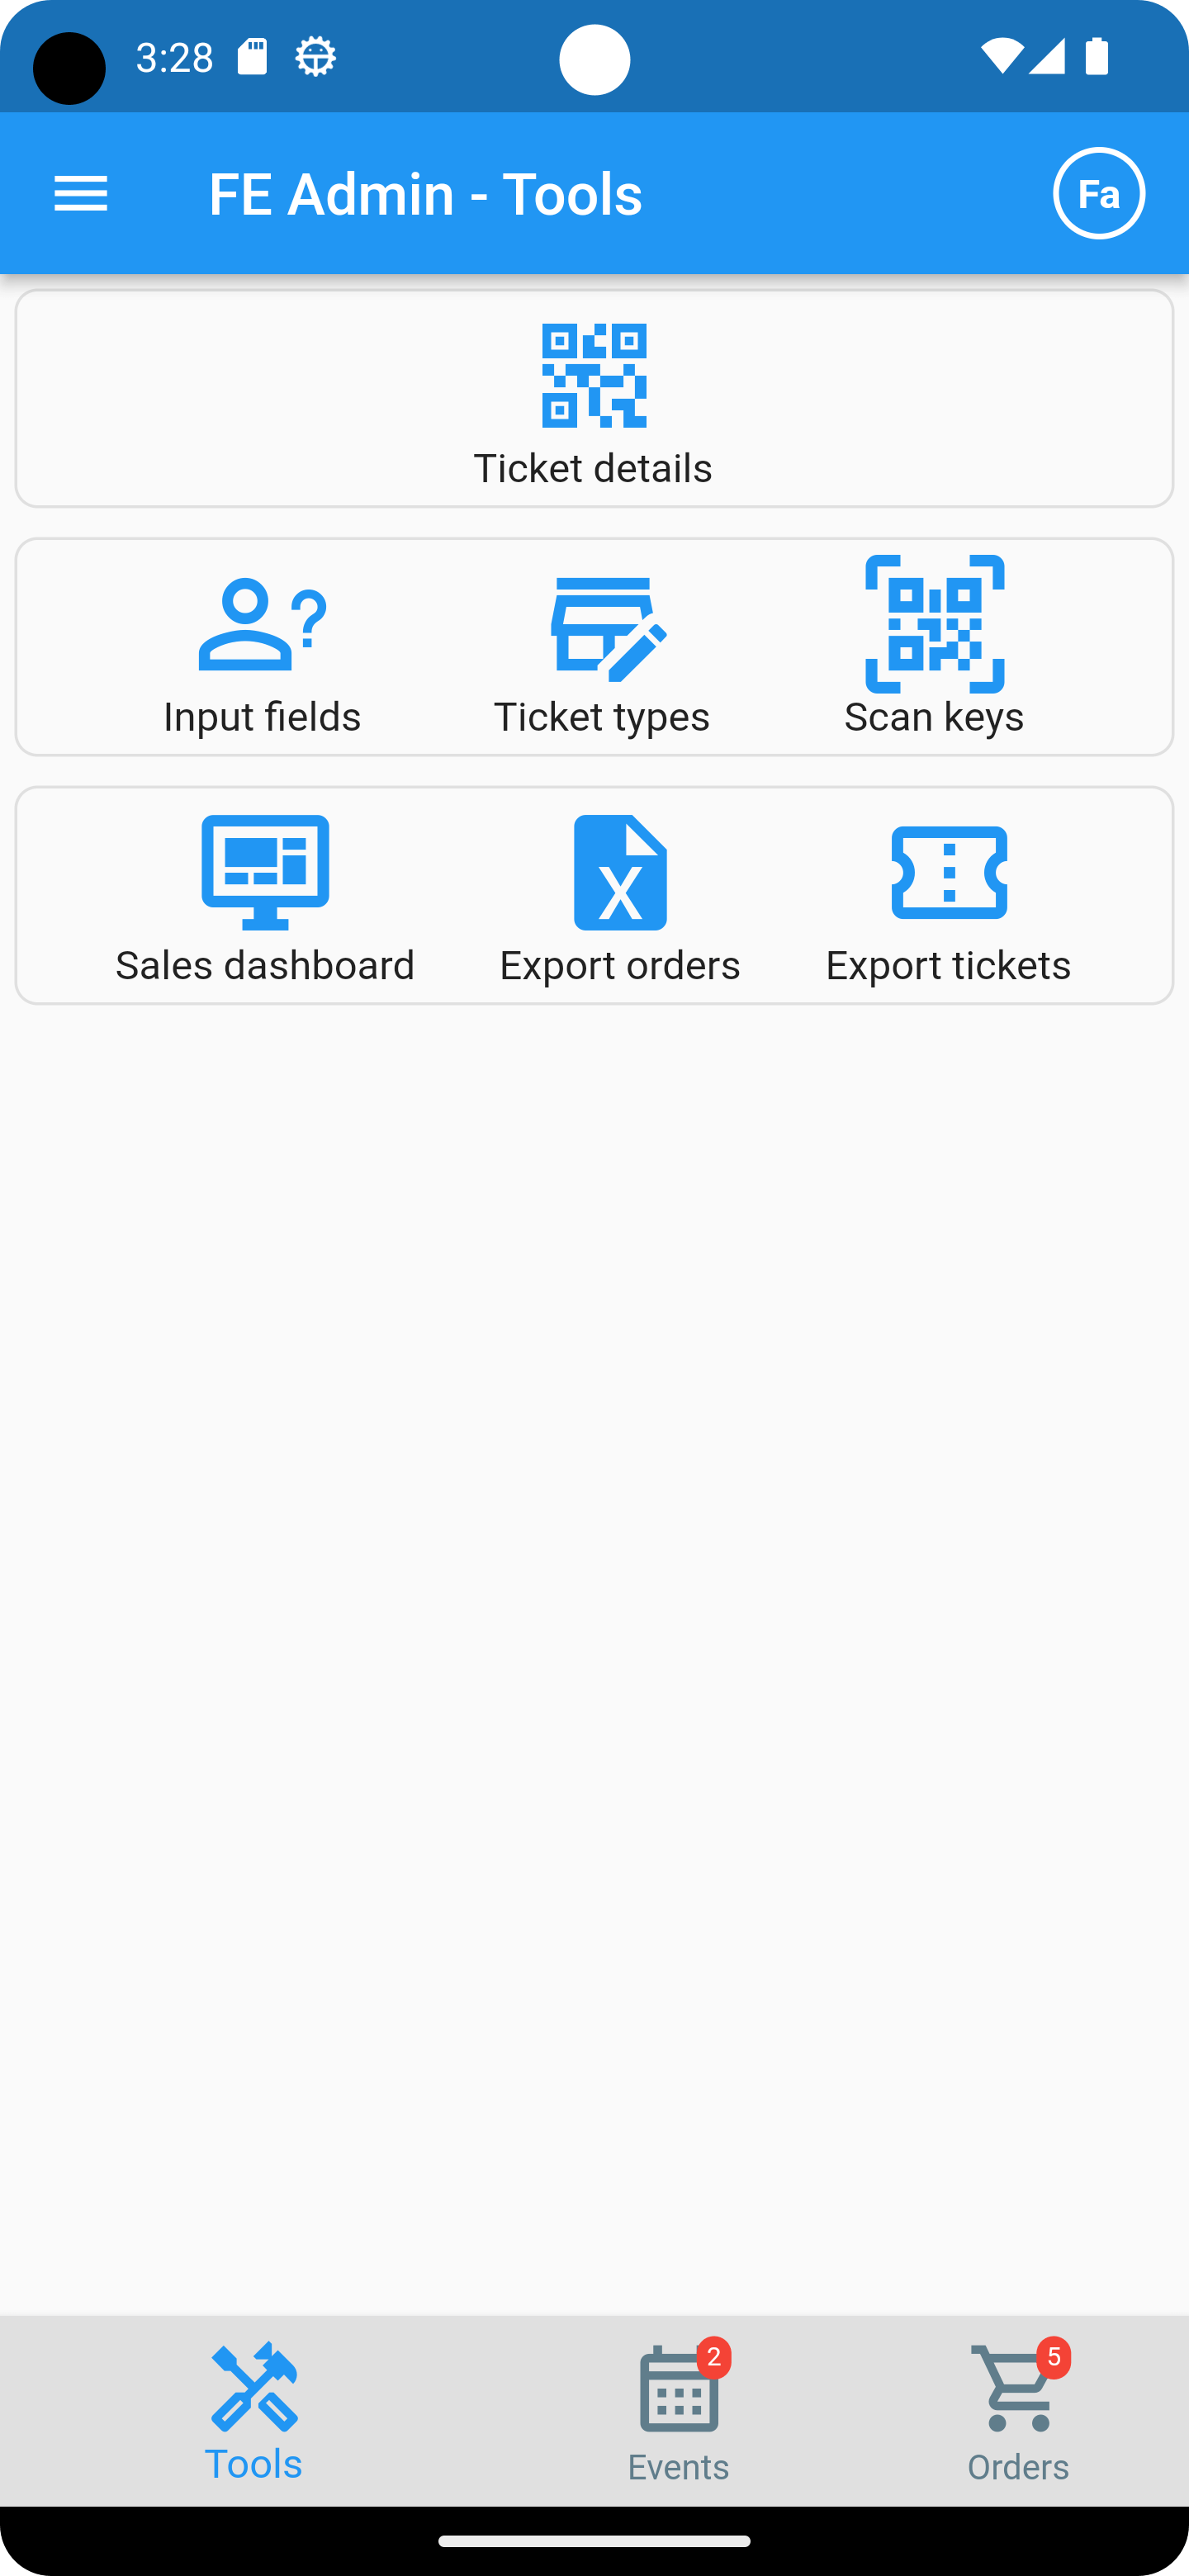 3:28
FE Admin - Tools
Fa
Ticket details
Input fields
Ticket types
Scan keys
Sales dashboard
Export orders
Export tickets
Tools
2
Events
5
Orders